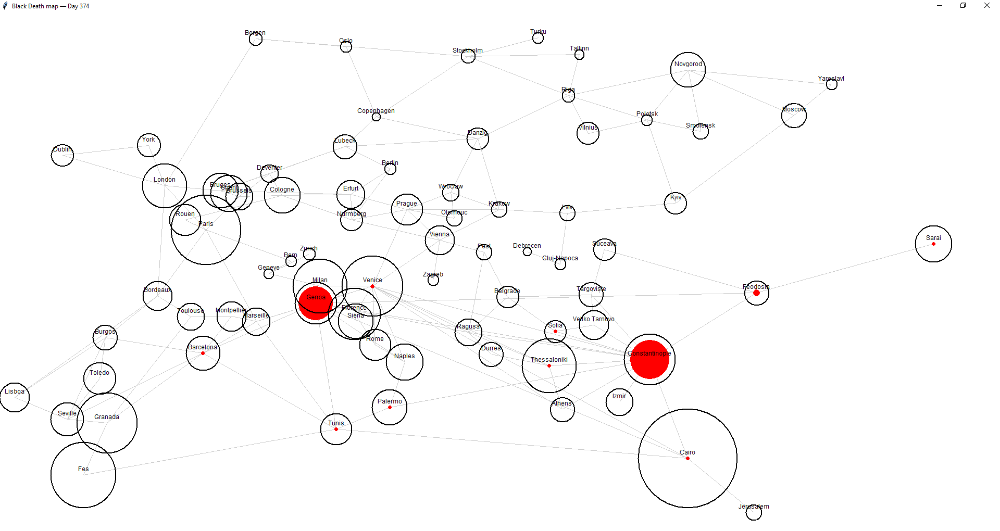 Black Death map — Day 374
Bergen
Oslo
Turku
Stockholm
Tallinn
Novgorod
Yaroslavl
Riga
Moscow
Copenhagen
Polotsk
Smolensk
Vilnius
Danzig
York
Lubeck
Dublin
Berlin
Deventer
London
Bruges
Ghent
Brussels
Cologne
Erfurt
Wrocław
Kyiv
Prague
Krakow
Lviv
Rouen
Nurmberg
Olomouc
Paris
Vienna
Sarai
Suceava
Pest
Debrecen
Zurich
Bern
Cluj-Napoca
Geneve
Zagreb
Milan
Venice
Feodosia
Bordeaux
Belgrade
Târgoviște
Genoa
Florence
Toulouse
Montpellier
Marseille
Siena
Veliko Tarnovo
Ragusa
Sofia
Burgos
Rome
Barcelona
Durres
Constantinople
Naples
Thessaloniki
Toledo
Lisboa
Izmir
Palermo
Athens
Seville
Granada
Tunis
Cairo
Fes
Jerusalem